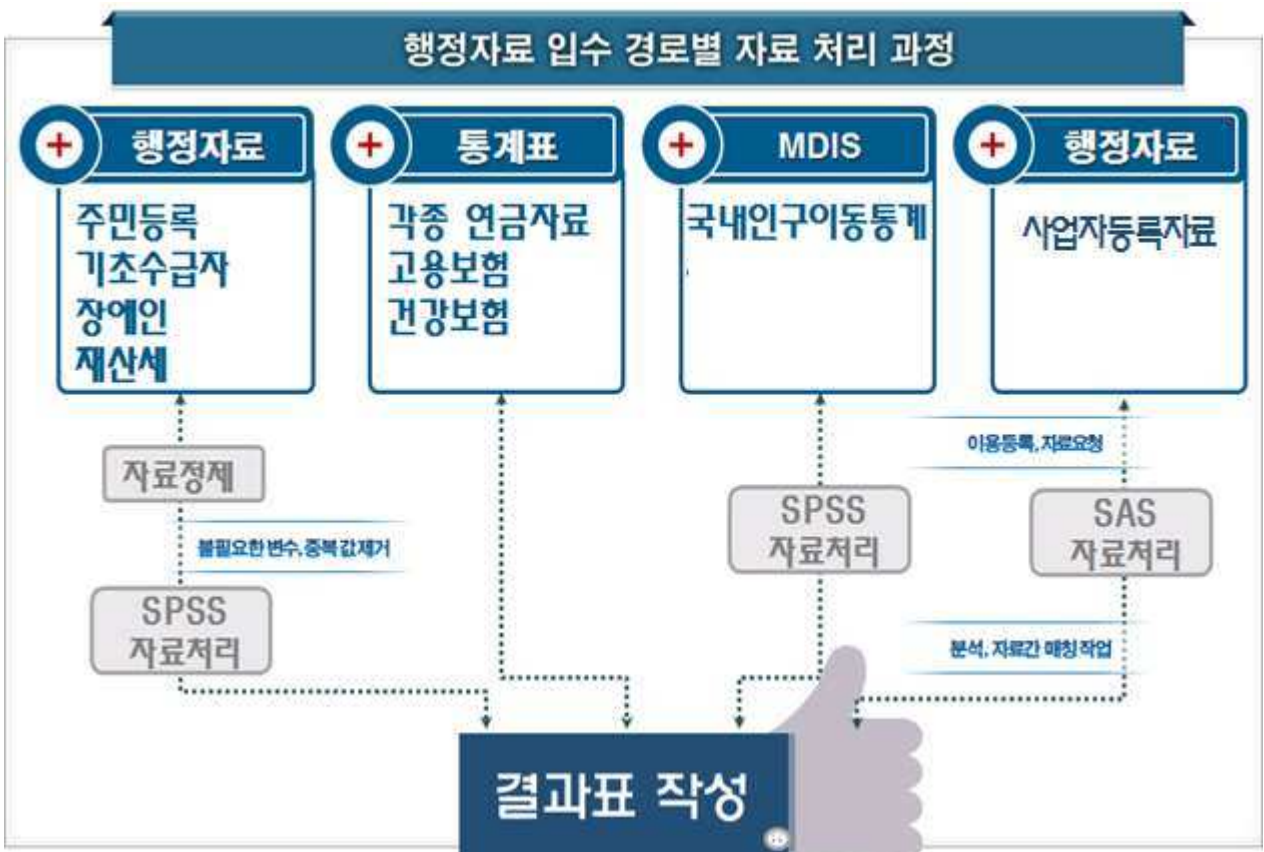 행정자료 입수 경로별 자료 처리 과정
행정자료
주민등록
기초수급자
장애인
재산세
통계표
각종 연금자료
고용보험
건강보험
MDIS
국내인구이동통계
행정자료
사업자등록자료
자료정제
불필요한 변수, 중복 값 제거
SPSS
자료처리
SPSS
자료처리
이용등록, 자료요청
SAS
자료처리
분석, 자료간 매칭 작업
결과표 작성